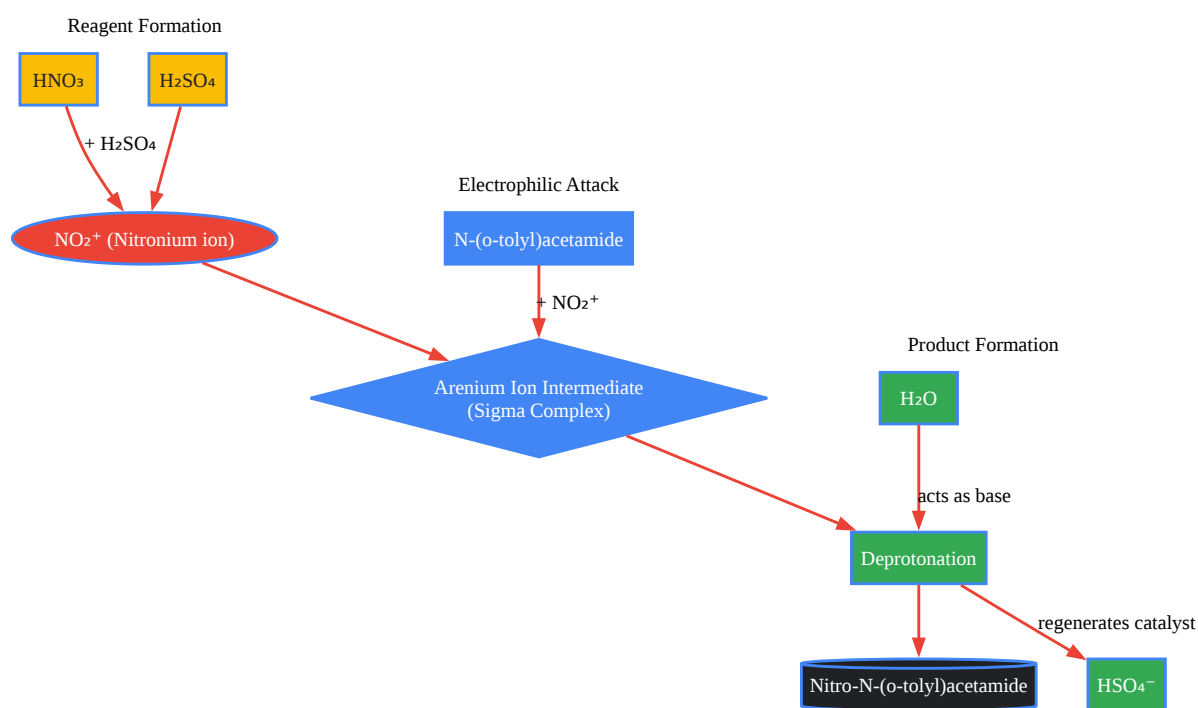 Reagent Formation
HNO₃
H₂SO₄
+ H₂SO₄
NO₂⁺ (Nitronium ion)
Electrophilic Attack
N-(o-tolyl)acetamide
+ NO₂⁺
Arenium Ion Intermediate
(Sigma Complex)
Product Formation
H₂O
acts as base
Deprotonation
regenerates catalyst
Nitro-N-(o-tolyl)acetamide
HSO₄⁻